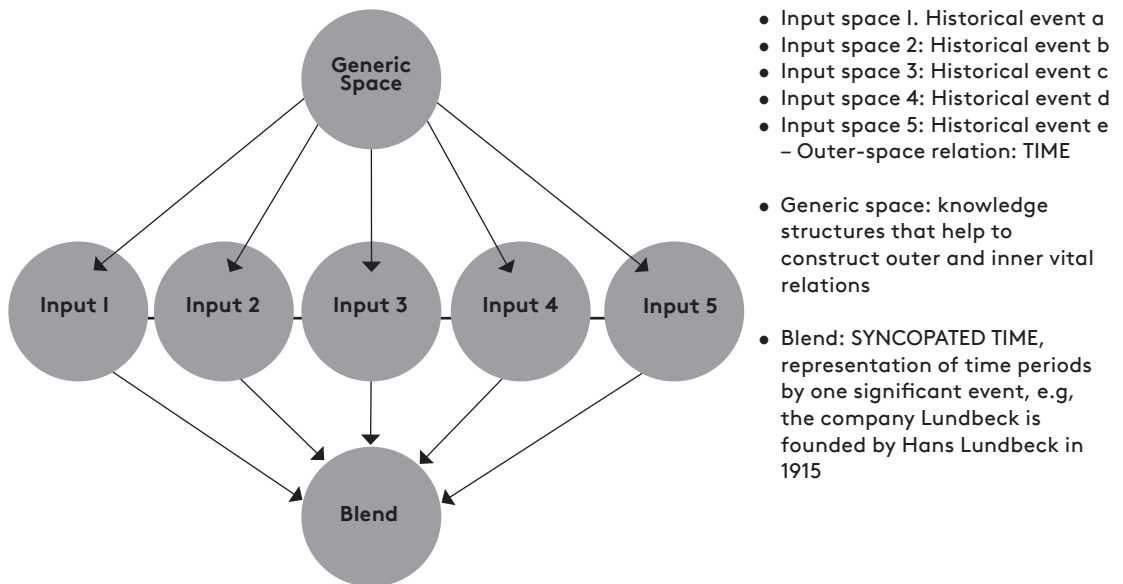 Generic
Space
Input 1
Input 2
Input 3
Input 4
Input 5
Blend
• Input space 1. Historical event a
• Input space 2: Historical event b
• Input space 3: Historical event c
• Input space 4: Historical event d
• Input space 5: Historical event e
– Outer-space relation: TIME
• Generic space: knowledge
structures that help to
construct outer and inner vital
relations
• Blend: SYNCOPATED TIME,
representation of time periods
by one significant event, e.g,
the company Lundbeck is
founded by Hans Lundbeck in
1915